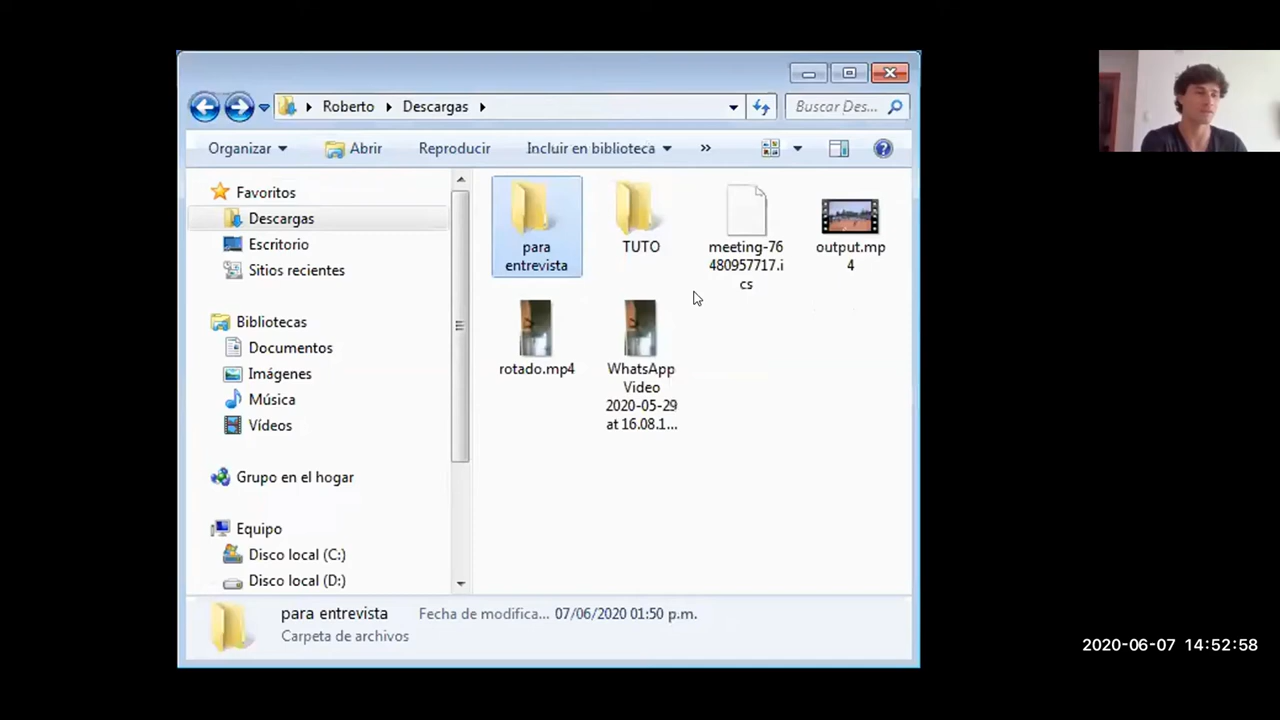 Roberto
Descargas
Buscar Des...
Organizar
Abrir
Reproducir
Incluir en biblioteca
»
Favoritos
Descargas
Escritorio
Sitios recientes
Bibliotecas
Documentos
Imágenes
Música
Vídeos
Grupo en el hogar
Equipo
Disco local (C:)
Disco local (D:)
para
entrevista
TUTO
meeting-76
480957717.i
cs
output.mp
4
rotado.mp4
WhatsApp
Video
2020-05-29
at 16.08.1...
para entrevista
Fecha de modifica... 07/06/2020 01:50 p.m.
Carpeta de archivos
2020-06-07 14:52:58